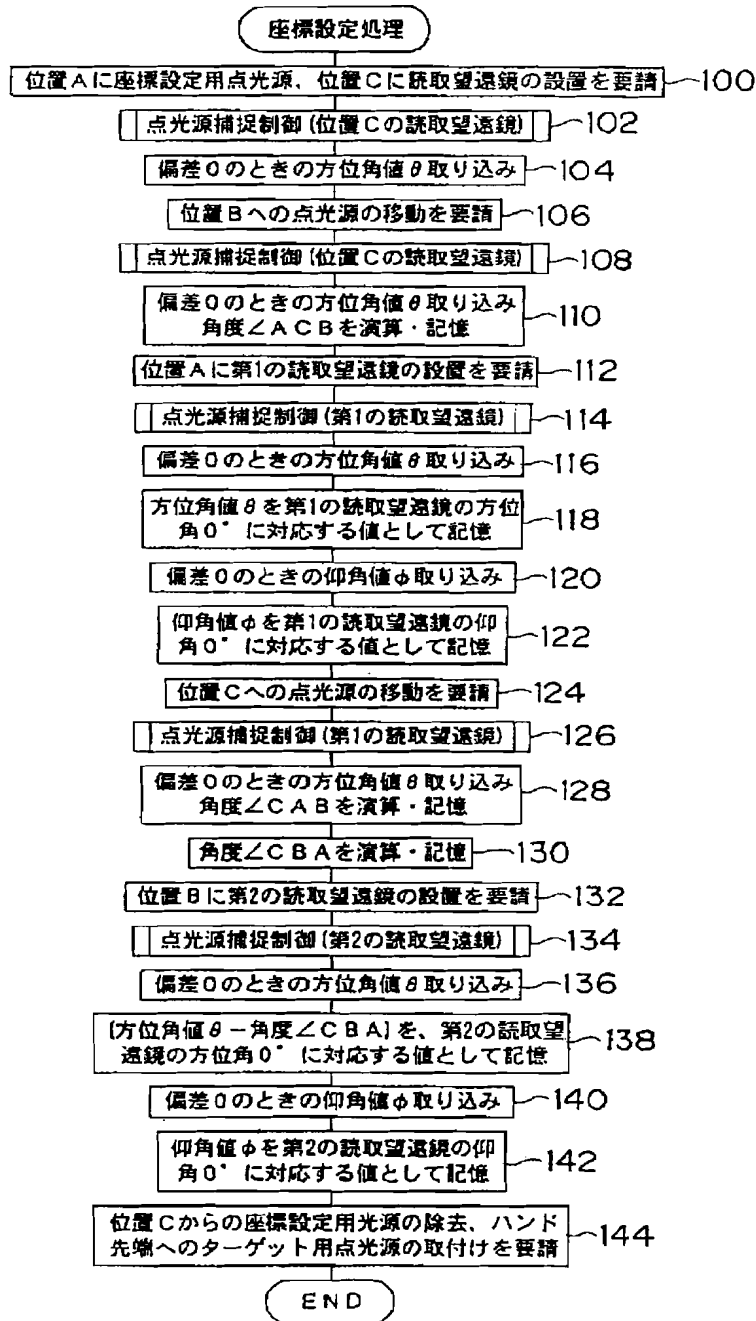 座標設定処理
位置Aに座標設定用点光源、位置Cに読取望遠鏡の設置を要請 100
点光源捕捉制御(位置Cの読取望遠鏡) 102
偏差0のときの方位角値θ取り込み 104
位置Bへの点光源の移動を要請 106
点光源捕捉制御(位置Cの読取望遠鏡) 108
偏差0のときの方位角値θ取り込み
角度∠ACBを演算・記憶 110
位置Aに第1の読取望遠鏡の設置を要請 112
点光源捕捉制御(第1の読取望遠鏡) 114
偏差0のときの方位角値θ取り込み 116
方位角値θを第1の読取望遠鏡の方位
角0°に対応する値として記憶 118
偏差0のときの仰角値φ取り込み 120
仰角値φを第1の読取望遠鏡の仰
角0°に対応する値として記憶 122
位置Cへの点光源の移動を要請 124
点光源捕捉制御(第1の読取望遠鏡) 126
偏差0のときの方位角値θ取り込み
角度∠CABを演算・記憶 128
角度∠CBAを演算・記憶 130
位置Bに第2の読取望遠鏡の設置を要請 132
点光源捕捉制御(第2の読取望遠鏡) 134
偏差0のときの方位角値θ取り込み 136
(方位角値θ-角度∠CBA)を、第2の読取望
遠鏡の方位角0°に対応する値として記憶 138
偏差0のときの仰角値φ取り込み 140
仰角値φを第2の読取望遠鏡の仰
角0°に対応する値として記憶 142
位置Cからの座標設定用光源の除去、ハンド
先端へのターゲット用点光源の取付けを要請 144
END